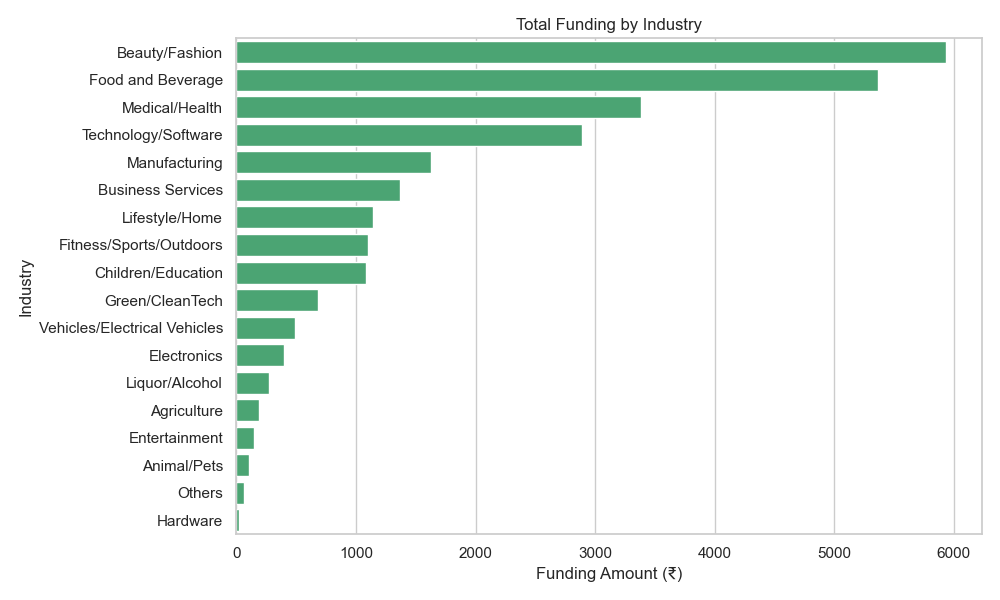 Total Funding by Industry
Beauty/Fashion
Food and Beverage
Medical/Health
Technology/Software
Manufacturing
Business Services
Lifestyle/Home
Fitness/Sports/Outdoors
Children/Education
Green/CleanTech
Vehicles/Electrical Vehicles
Electronics
Liquor/Alcohol
Agriculture
Entertainment
Animal/Pets
Others
Hardware
Industry
0 1000 2000 3000 4000 5000 6000
Funding Amount (₹)